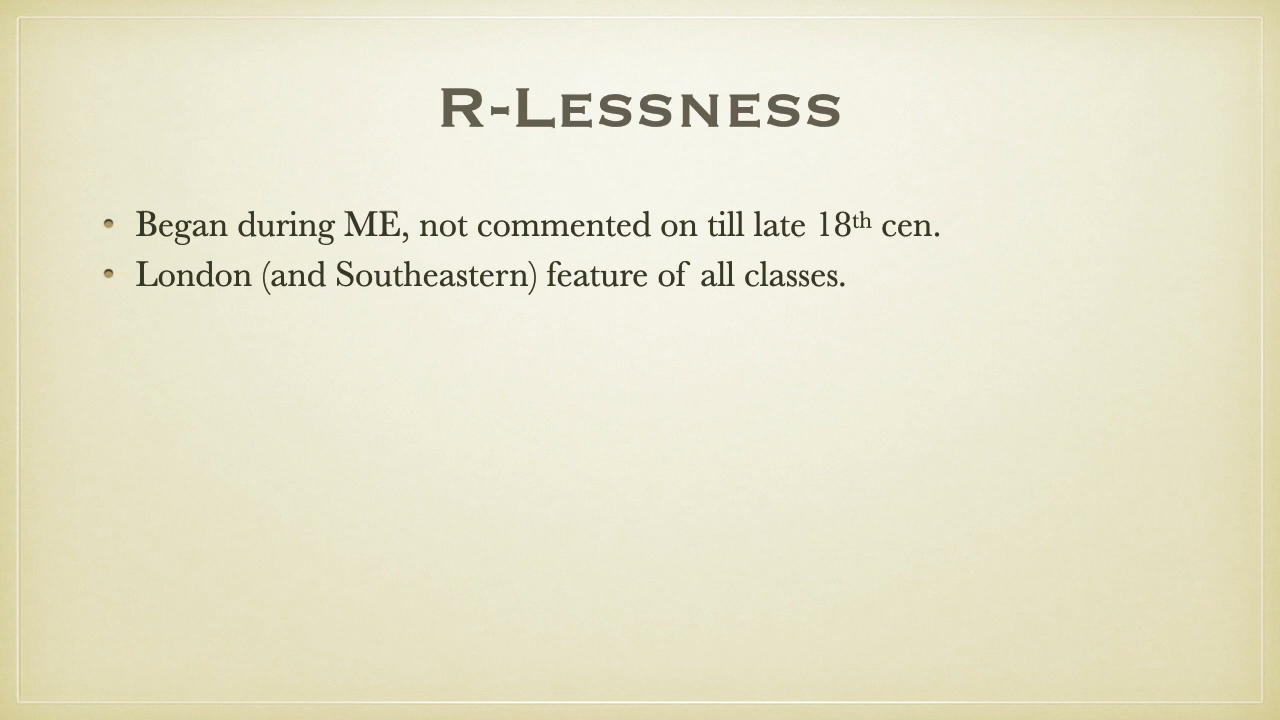 R-Lessness
• Began during ME, not commented on till late 18th cen.
• London (and Southeastern) feature of all classes.